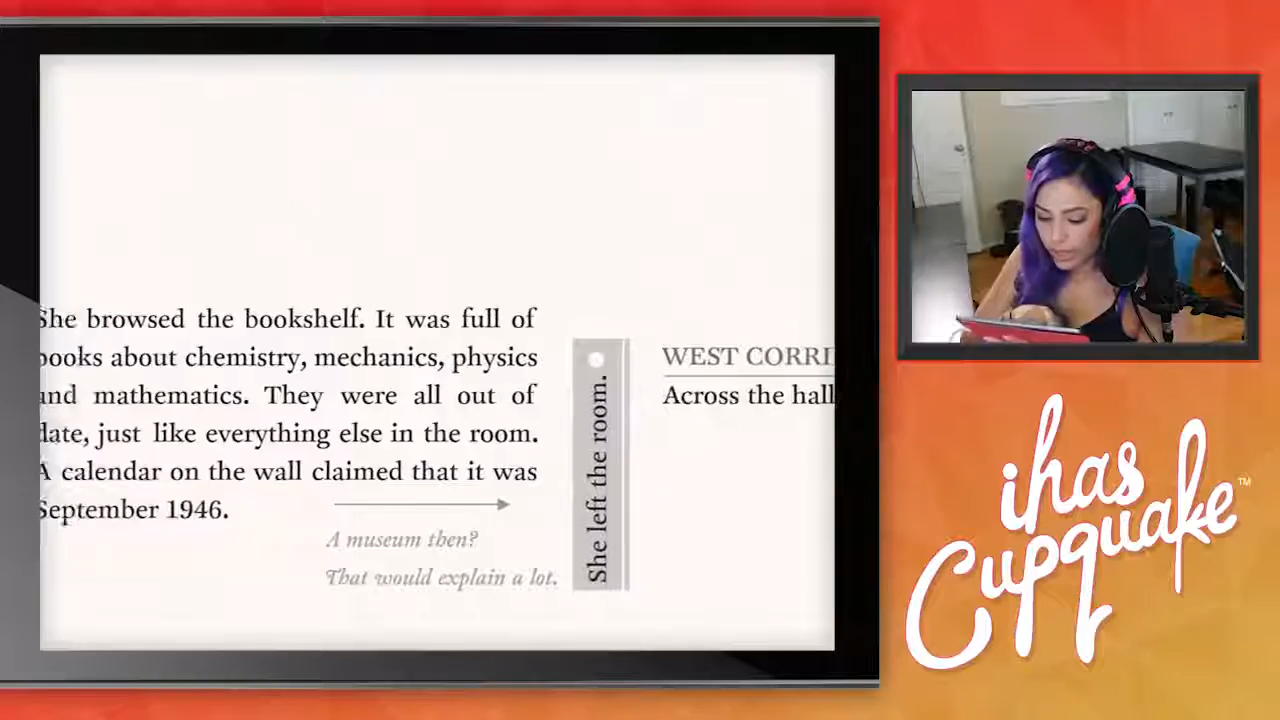 She browsed the bookshelf. It was full of
books about chemistry, mechanics, physics
and mathematics. They were all out of
date, just like everything else in the room.
A calendar on the wall claimed that it was
September 1946.
A museum then?
That would explain a lot.
She left the room.
WEST CORRI
Across the hall
ihas
Cupquake™